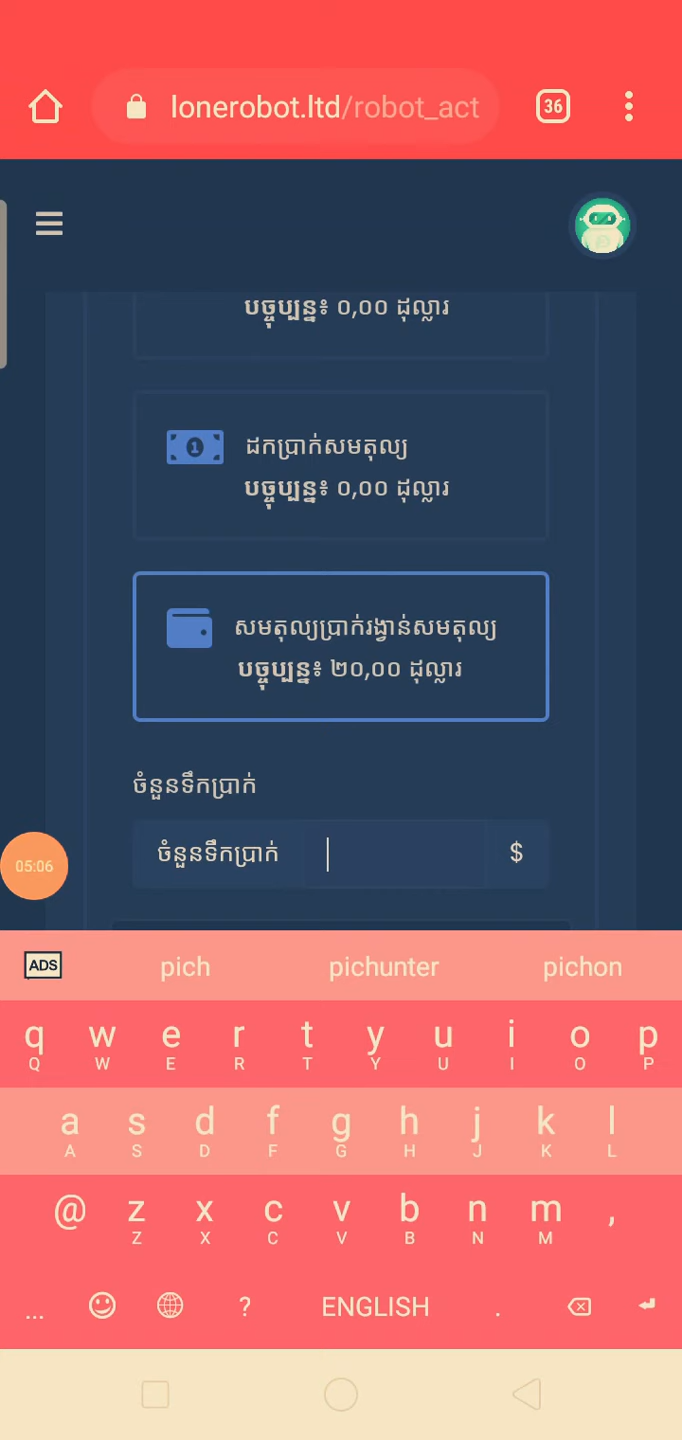 lonerobot.ltd/robot_act
36
បច្ចុប្បន្ន៖ ០,០០ ដុល្លារ
1
ដកប្រាក់សមតុល្យ
បច្ចុប្បន្ន៖ ០,០០ ដុល្លារ
សមតុល្យប្រាក់រង្វាន់សមតុល្យ
បច្ចុប្បន្ន៖ ២០,០០ ដុល្លារ
ចំនួនទឹកប្រាក់
ចំនួនទឹកប្រាក់ $
05:06
ADS pich pichunter pichon
q w e r t y u i o p
Q W E R T Y U I O P
a s d f g h j k l
A S D F G H J K L
@ z x c v b n m ,
Z X C V B N M
... ? ENGLISH .